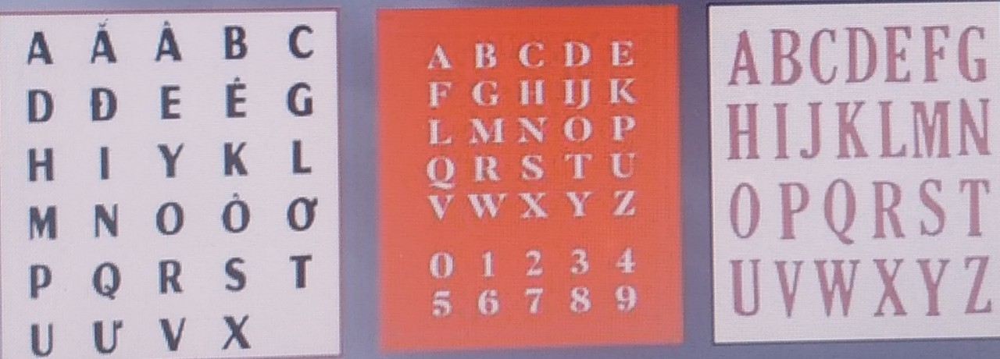 A Ă Â B C
D Đ E Ê G
H I Y K L
M N O Ô Ơ
P Q R S T
U Ư V X
A B C D E
F G H IJ K
L M N O P
Q R S T U
V W X Y Z
0 1 2 3 4
5 6 7 8 9
ABCDEFG
HIJKLMN
OPQRST
UVWXYZ